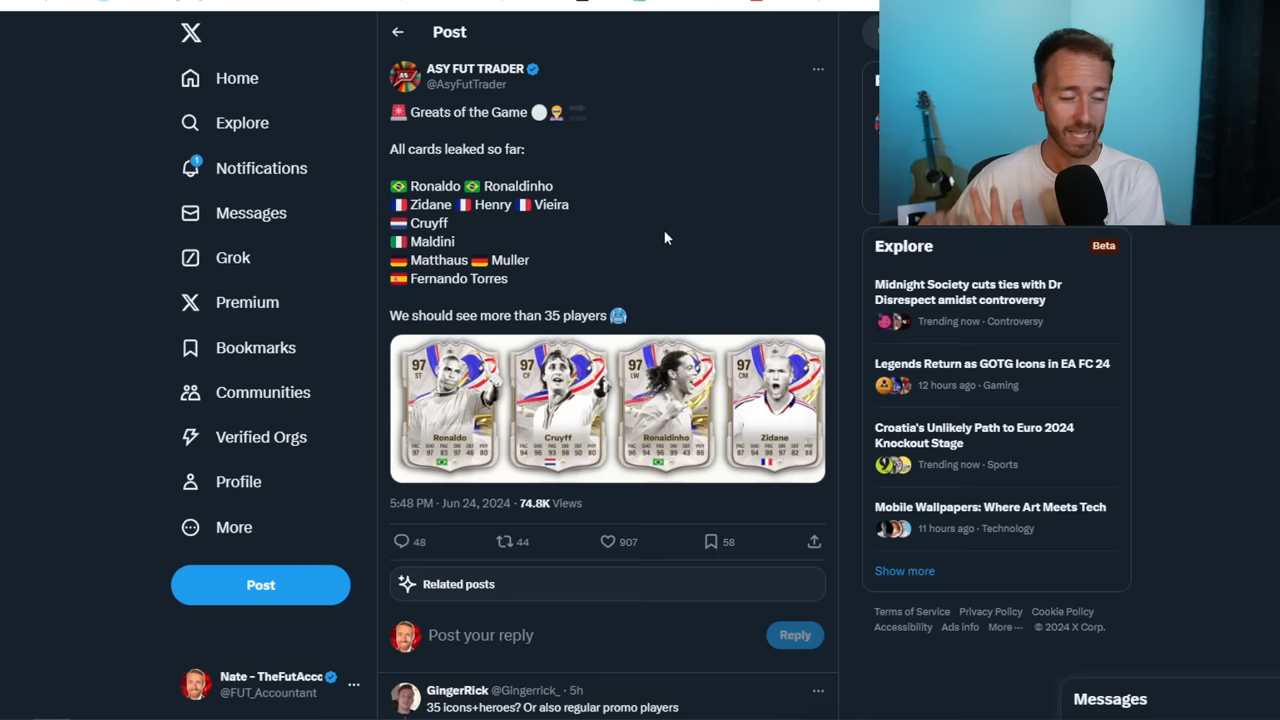 Home
Explore
1
Notifications
Messages
Grok
Premium
Bookmarks
Communities
Verified Orgs
Profile
More
Post
Nate - TheFutAcc
@FUT_Accountant
Post
ASY FUT TRADER
@AsyFutTrader
Greats of the Game
All cards leaked so far:
Ronaldo Ronaldinho
Zidane Henry Vieira
Cruyff
Maldini
Matthaus Muller
Fernando Torres
We should see more than 35 players
97 ST Ronaldo
97 CF Cruyff
97 LW Ronaldinho
97 CM Zidane
5:48 PM · Jun 24, 2024 · 74.8K Views
48 44 907 58
Related posts
Post your reply
Reply
GingerRick @Gingerrick_ · 5h
35 icons+heroes? Or also regular promo players
Explore
Beta
Midnight Society cuts ties with Dr
Disrespect amidst controversy
Trending now · Controversy
Legends Return as GOTG Icons in EA FC 24
12 hours ago · Gaming
Croatia's Unlikely Path to Euro 2024
Knockout Stage
Trending now · Sports
Mobile Wallpapers: Where Art Meets Tech
11 hours ago · Technology
Show more
Terms of Service Privacy Policy Cookie Policy
Accessibility Ads info More ··· © 2024 X Corp.
Messages